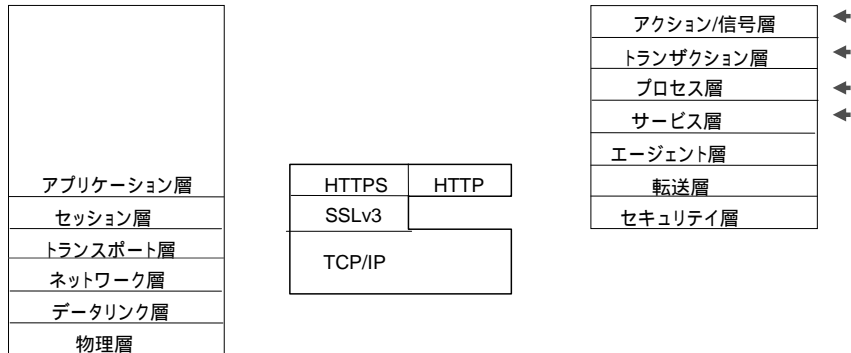 アプリケーション層
セッション層
トランスポート層
ネットワーク層
データリンク層
物理層
HTTPS
HTTP
SSLv3
TCP/IP
アクション/信号層
トランザクション層
プロセス層
サービス層
エージェント層
転送層
セキュリテイ層